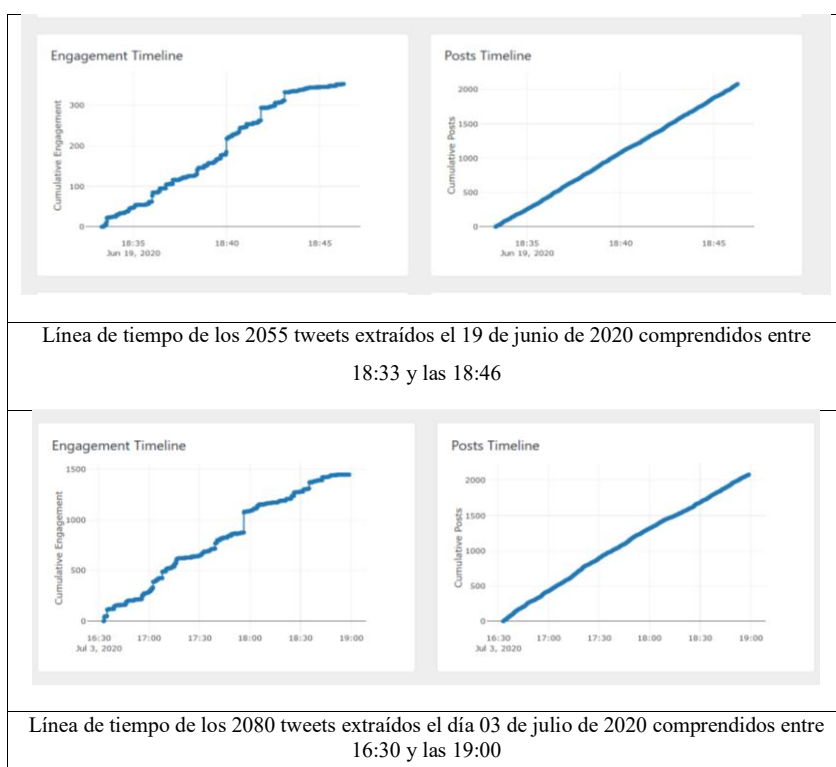 Engagement Timeline
Posts Timeline
Cumulative Engagement
300
200
100
0
18:35
18:40
18:45
Jun 19, 2020
Cumulative Posts
2000
1500
1000
500
0
18:35
18:40
18:45
Jun 19, 2020
Línea de tiempo de los 2055 tweets extraídos el 19 de junio de 2020 comprendidos entre
18:33 y las 18:46
Engagement Timeline
Posts Timeline
Cumulative Engagement
1500
1000
500
0
16:30
17:00
17:30
18:00
18:30
19:00
Jul 3, 2020
Cumulative Posts
2000
1500
1000
500
0
16:30
17:00
17:30
18:00
18:30
19:00
Jul 3, 2020
Línea de tiempo de los 2080 tweets extraídos el día 03 de julio de 2020 comprendidos entre
16:30 y las 19:00